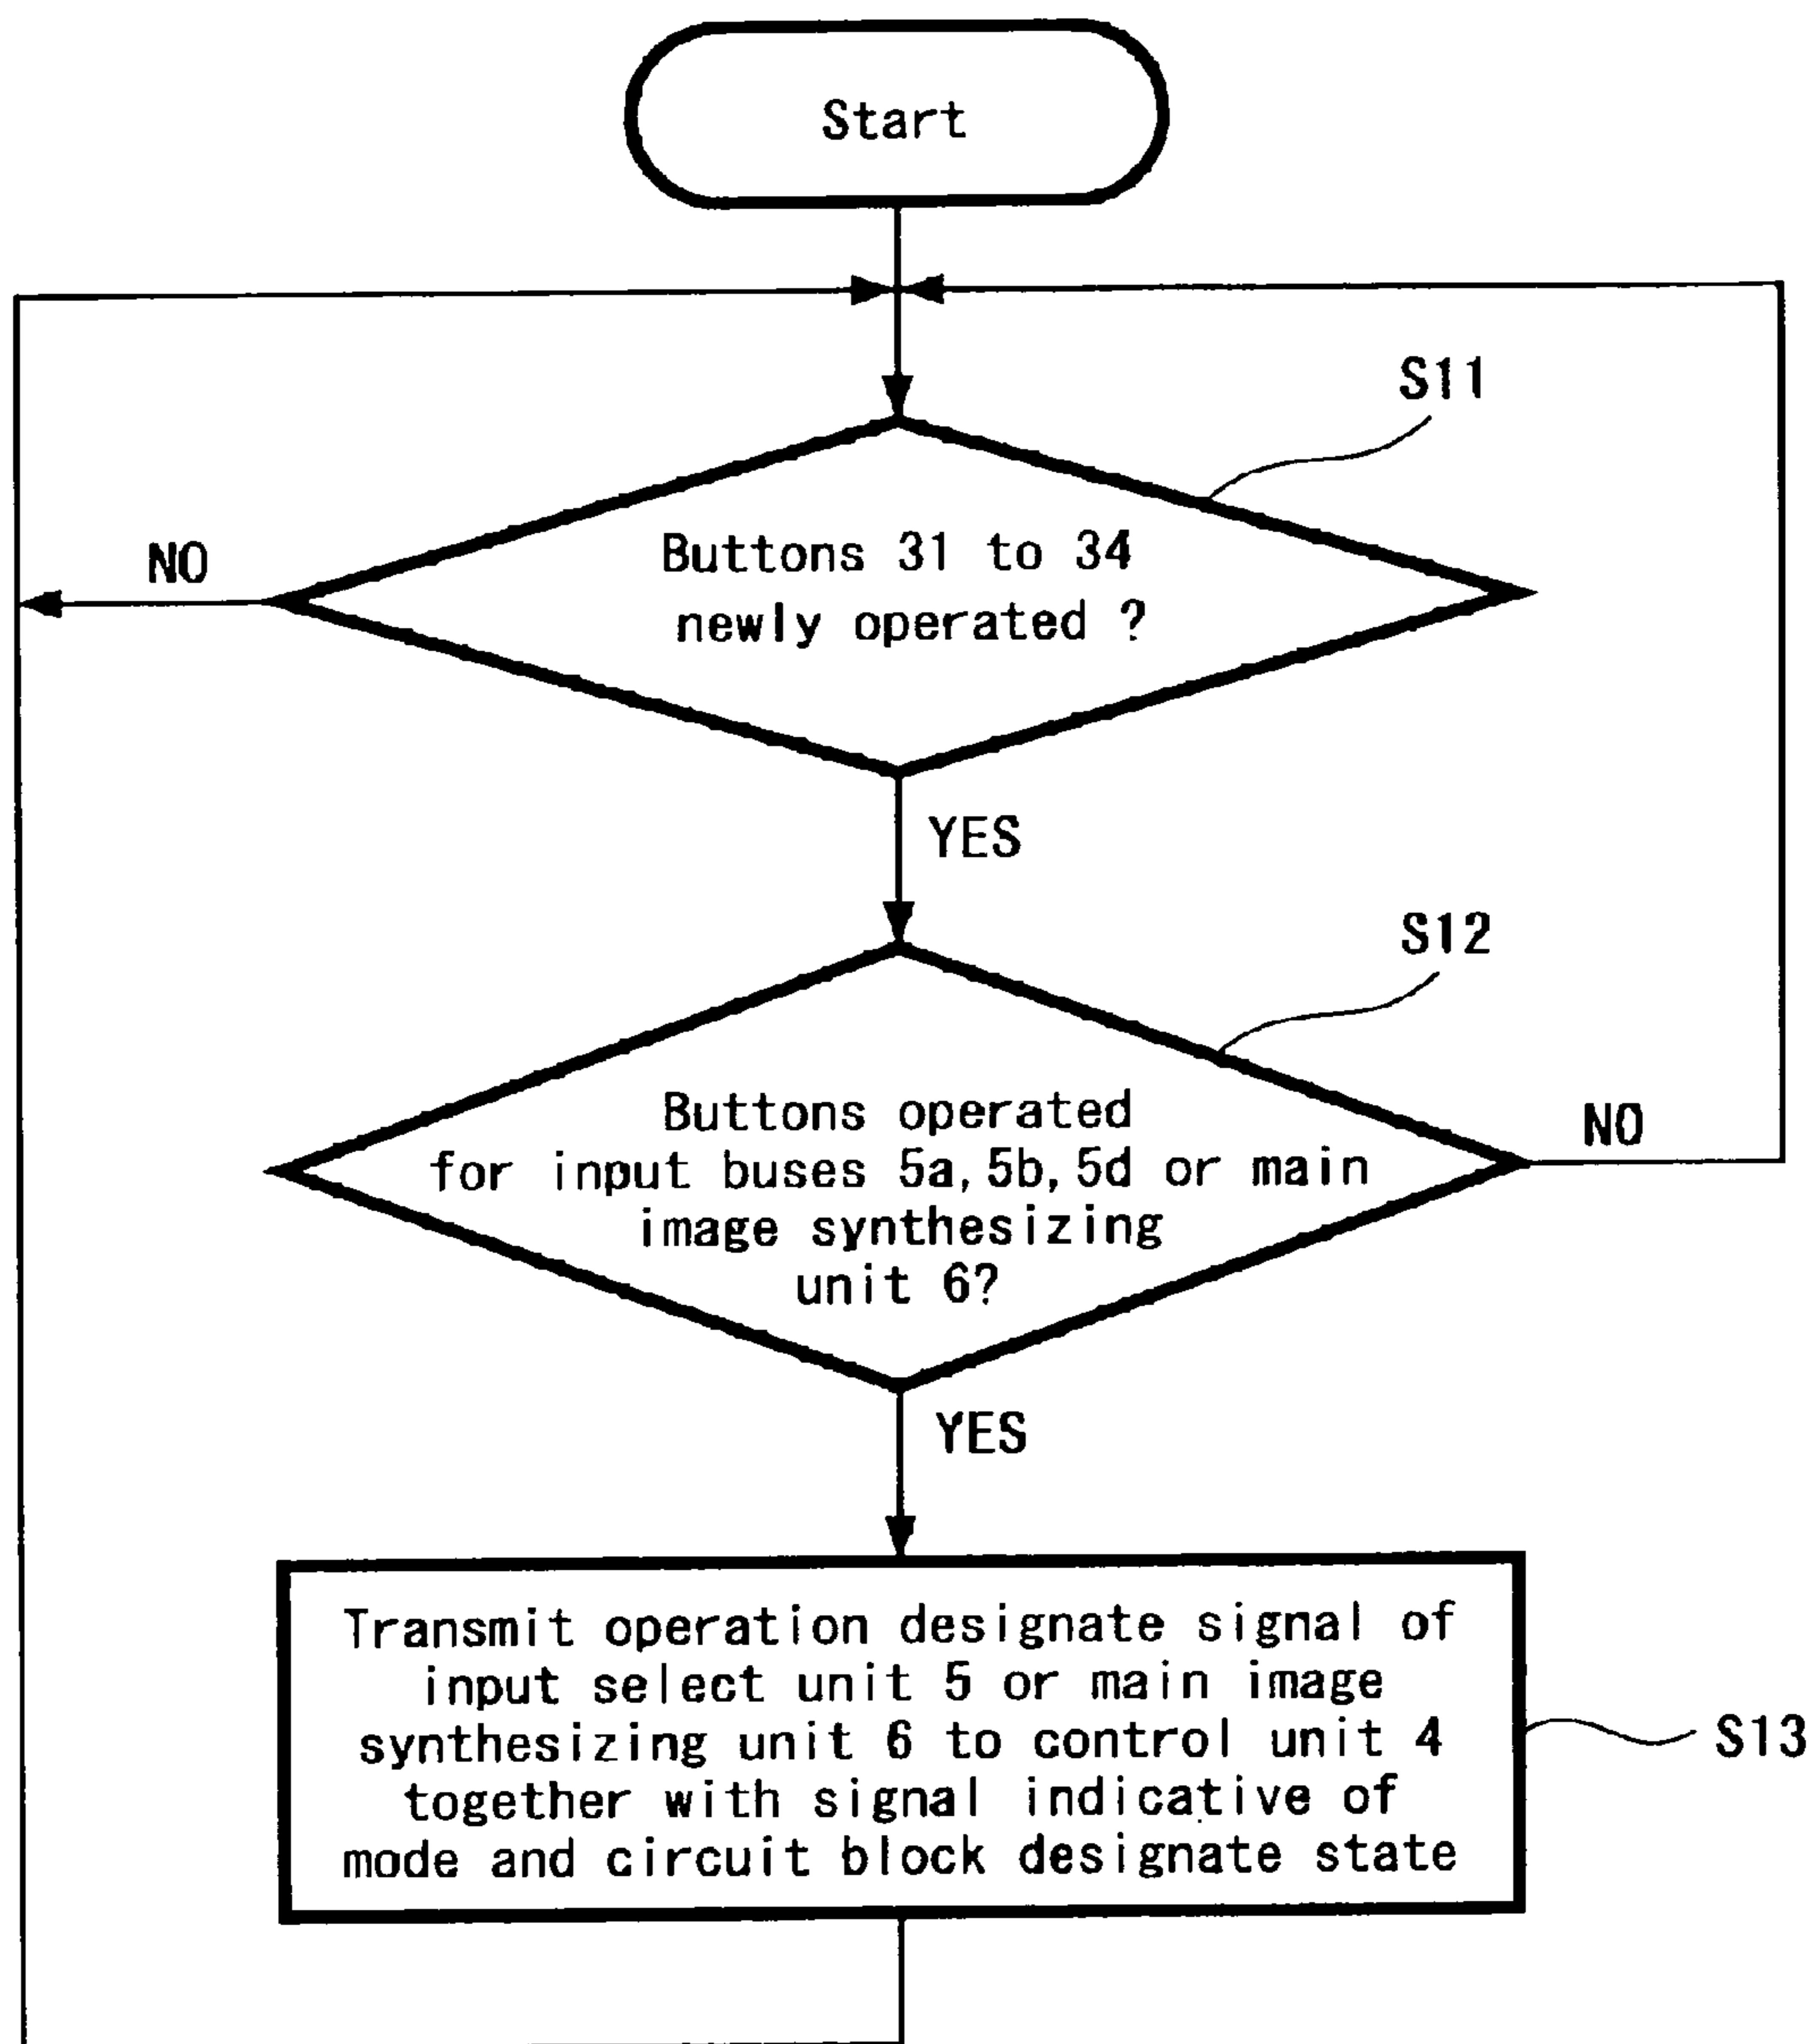 Start
S11
Buttons 31 to 34
newly operated ?
NO
YES
S12
Buttons operated
for input buses 5a, 5b, 5d or main
image synthesizing
unit 6?
NO
YES
Transmit operation designate signal of
input select unit 5 or main image
synthesizing unit 6 to control unit 4
together with signal indicative of
mode and circuit block designate state
S13